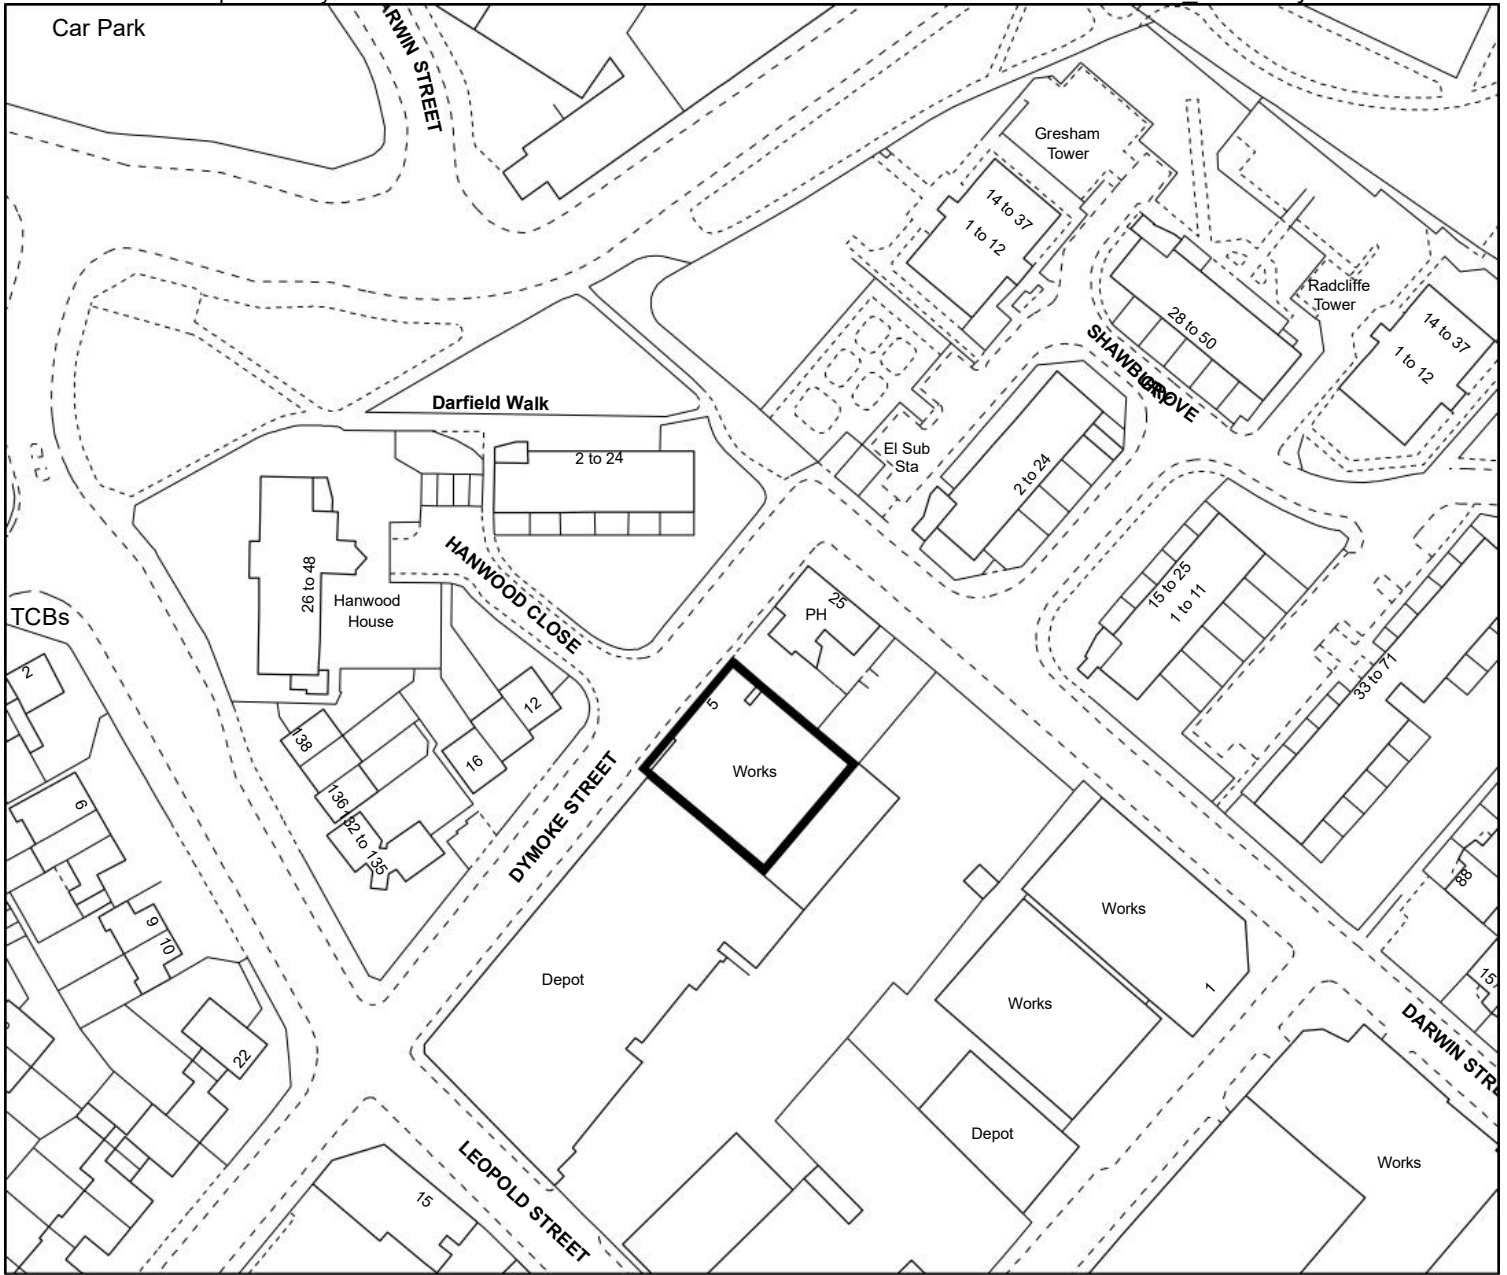 Car Park
DARWIN STREET
Gresham
Tower
14 to 37
1 to 12
Radcliffe
Tower
28 to 50
14 to 37
1 to 12
SHAWBURY
GROVE
Darfield Walk
2 to 24
El Sub
Sta
2 to 24
HANWOOD CLOSE
26 to 48
Hanwood
House
TCBs
2
PH
25
15 to 25
1 to 11
33 to 71
5
12
138
16
Works
136
132 to 135
6
DYMOKE STREET
9
10
88
Works
Depot
15
1
Works
22
DARWIN STRE
Depot
Works
LEOPOLD STREET
15